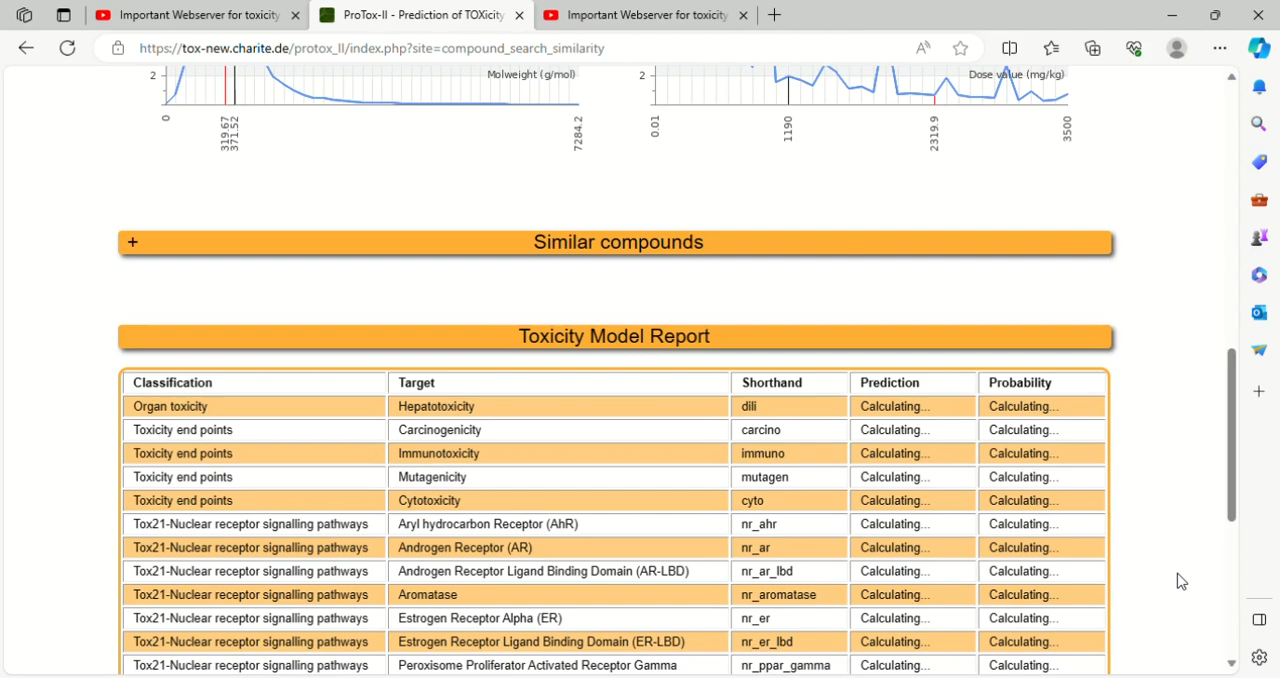 Important Webserver for toxicity
ProTox-II - Prediction of TOXicity
Important Webserver for toxicity
https://tox-new.charite.de/protox_II/index.php?site=compound_search_similarity
2 Molweight (g/mol)
2 Dose value (mg/kg)
0 319.67 371.52 7284.2
0.01 1190 2319.9 3500
+ Similar compounds
Toxicity Model Report
Classification Target Shorthand Prediction Probability
Organ toxicity Hepatotoxicity dili Calculating... Calculating...
Toxicity end points Carcinogenicity carcino Calculating... Calculating...
Toxicity end points Immunotoxicity immuno Calculating... Calculating...
Toxicity end points Mutagenicity mutagen Calculating... Calculating...
Toxicity end points Cytotoxicity cyto Calculating... Calculating...
Tox21-Nuclear receptor signalling pathways Aryl hydrocarbon Receptor (AhR) nr_ahr Calculating... Calculating...
Tox21-Nuclear receptor signalling pathways Androgen Receptor (AR) nr_ar Calculating... Calculating...
Tox21-Nuclear receptor signalling pathways Androgen Receptor Ligand Binding Domain (AR-LBD) nr_ar_lbd Calculating... Calculating...
Tox21-Nuclear receptor signalling pathways Aromatase nr_aromatase Calculating... Calculating...
Tox21-Nuclear receptor signalling pathways Estrogen Receptor Alpha (ER) nr_er Calculating... Calculating...
Tox21-Nuclear receptor signalling pathways Estrogen Receptor Ligand Binding Domain (ER-LBD) nr_er_lbd Calculating... Calculating...
Tox21-Nuclear receptor signalling pathways Peroxisome Proliferator Activated Receptor Gamma nr_ppar_gamma Calculating... Calculating...